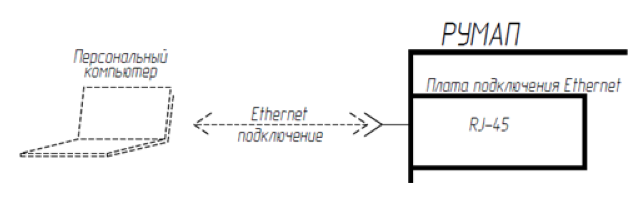 РУМАП
Персональный
компьютер
Плата подключения Ethernet
Ethernet
подключение
RJ-45